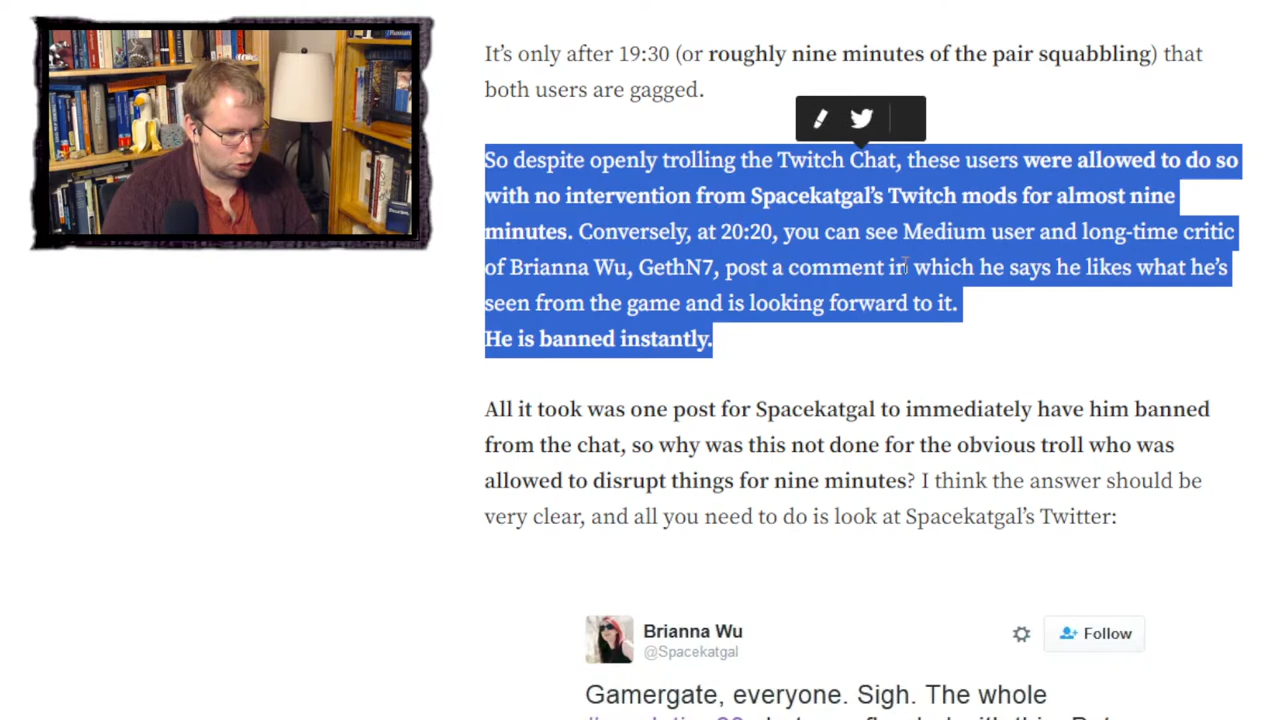 It’s only after 19:30 (or roughly nine minutes of the pair squabbling) that
both users are gagged.
So despite openly trolling the Twitch Chat, these users were allowed to do so
with no intervention from Spacekatgal’s Twitch mods for almost nine
minutes. Conversely, at 20:20, you can see Medium user and long-time critic
of Brianna Wu, GethN7, post a comment in which he says he likes what he’s
seen from the game and is looking forward to it.
He is banned instantly.
All it took was one post for Spacekatgal to immediately have him banned
from the chat, so why was this not done for the obvious troll who was
allowed to disrupt things for nine minutes? I think the answer should be
very clear, and all you need to do is look at Spacekatgal’s Twitter:
Brianna Wu
@Spacekatgal
Follow
Gamergate, everyone. Sigh. The whole